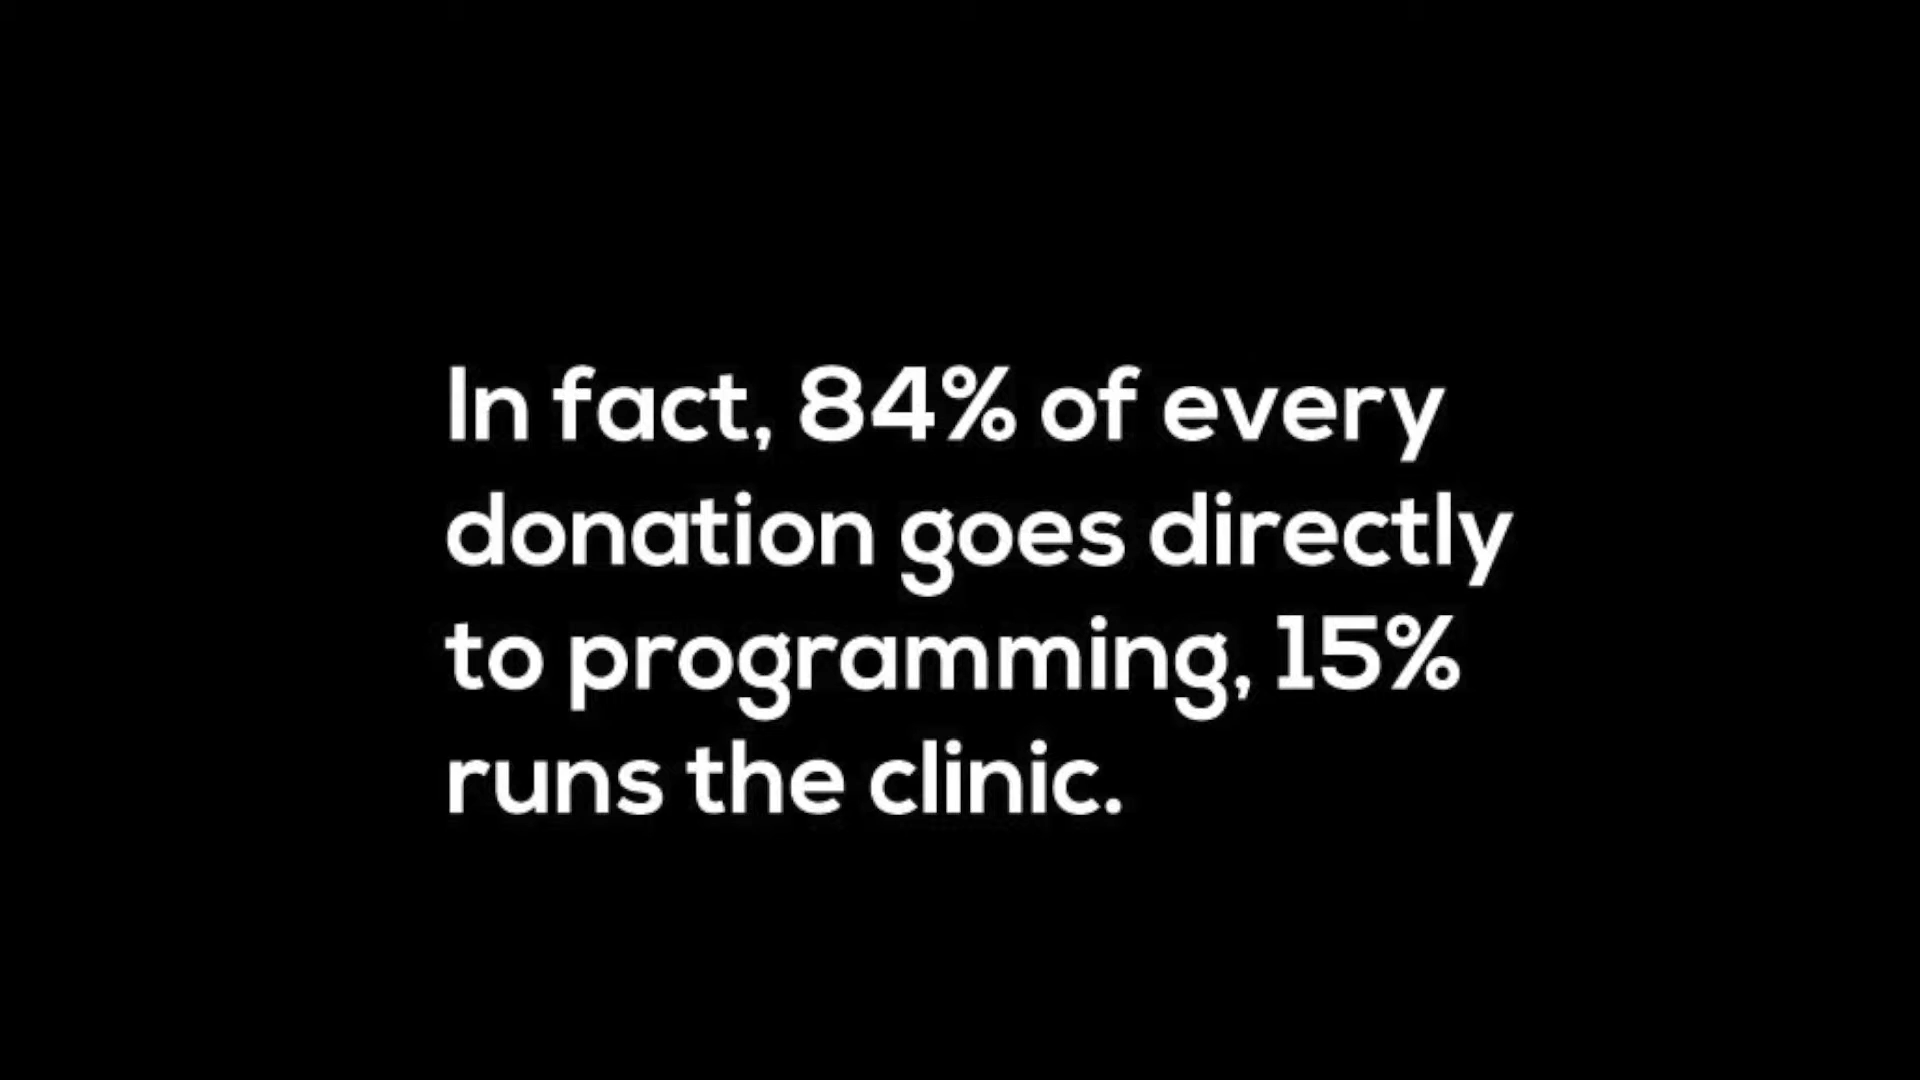 In fact, 84% of every
donation goes directly
to programming, 15%
runs the clinic.